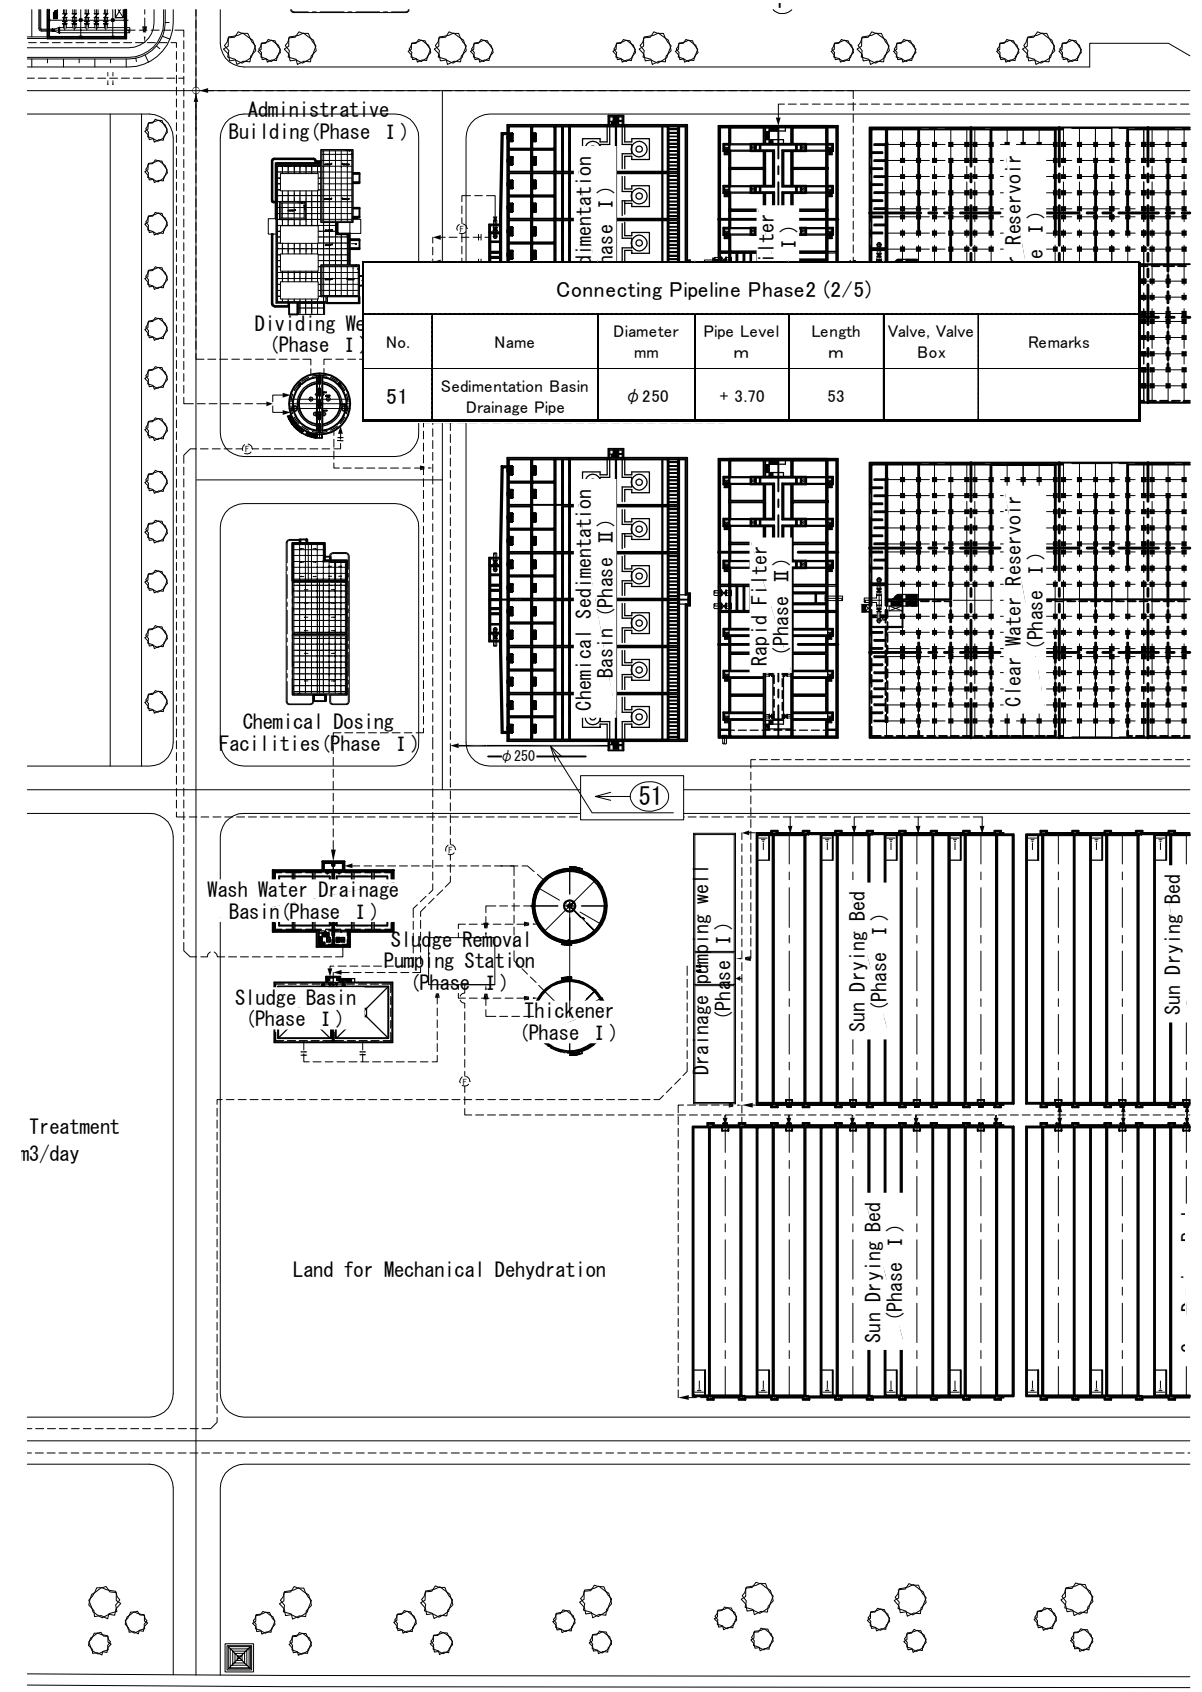 Administrative
Building(Phase Ⅰ)
dimentation
hase Ⅰ)
ilter
Ⅰ)
Reservoir
e Ⅰ)
Connecting Pipeline Phase2 (2/5)
No.
Name
Diameter
mm
Pipe Level
m
Length
m
Valve, Valve
Box
Remarks
51
Sedimentation Basin
Drainage Pipe
φ250
+ 3.70
53
Dividing We
(Phase Ⅰ
Chemical Sedimentation
Basin (Phase Ⅱ)
Rapid Filter
(Phase Ⅱ)
Clear Water Reservoir
(Phase Ⅰ)
Chemical Dosing
Facilities(Phase Ⅰ)
φ250
51
Wash Water Drainage
Basin(Phase Ⅰ)
Sludge Removal
Pumping Station
(Phase Ⅰ)
Sludge Basin
(Phase Ⅰ)
Thickener
(Phase Ⅰ)
Drainage pumping well
(Phase Ⅰ)
Sun Drying Bed
(Phase Ⅰ)
Sun Drying Bed
Treatment
m3/day
Land for Mechanical Dehydration
Sun Drying Bed
(Phase Ⅰ)